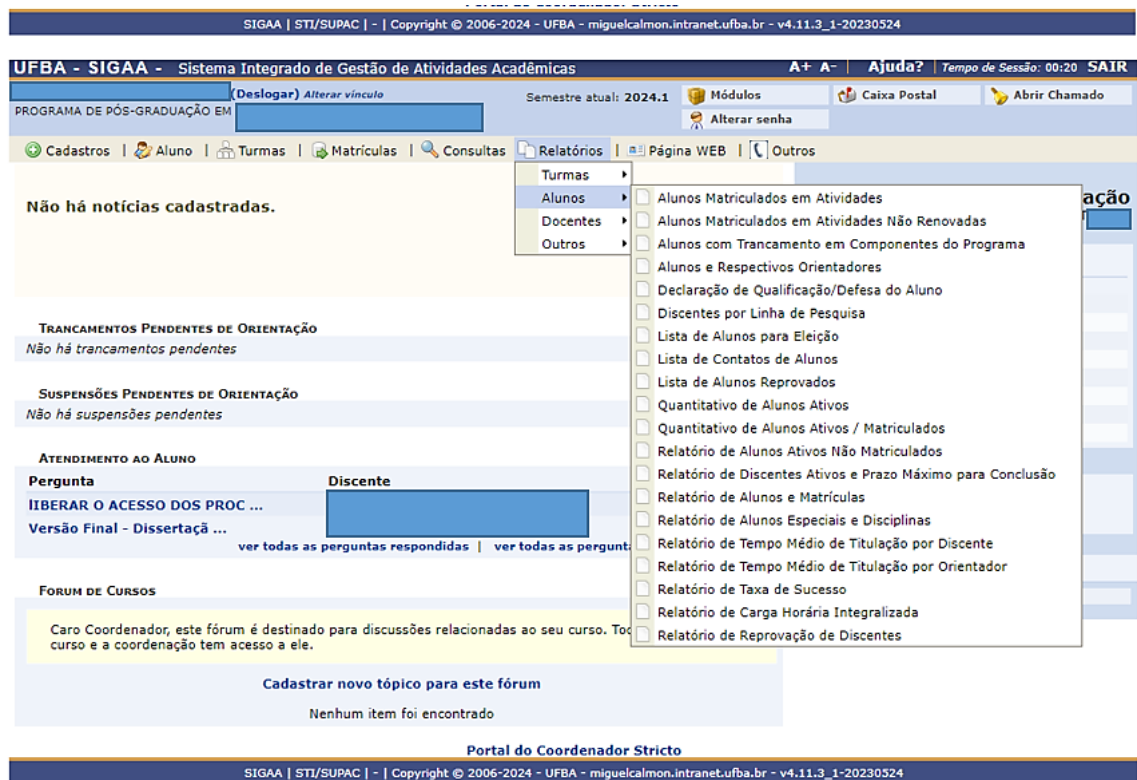 SIGAA | STI/SUPAC | - | Copyright © 2006-2024 - UFBA - miguelcalmon.intranet.ufba.br - v4.11.3_1-20230524
UFBA - SIGAA - Sistema Integrado de Gestão de Atividades Acadêmicas A+ A- | Ajuda? | Tempo de Sessão: 00:20 SAIR
(Deslogar) Alterar vínculo Semestre atual: 2024.1 Módulos Caixa Postal Abrir Chamado
PROGRAMA DE PÓS-GRADUAÇÃO EM
Alterar senha
Cadastros | Aluno | Turmas | Matrículas | Consultas Relatórios | Página WEB | Outros
Turmas
Alunos
Docentes
Outros
Alunos Matriculados em Atividades
Alunos Matriculados em Atividades Não Renovadas
Alunos com Trancamento em Componentes do Programa
Alunos e Respectivos Orientadores
Declaração de Qualificação/Defesa do Aluno
Discentes por Linha de Pesquisa
Lista de Alunos para Eleição
Lista de Contatos de Alunos
Lista de Alunos Reprovados
Quantitativo de Alunos Ativos
Quantitativo de Alunos Ativos / Matriculados
Relatório de Alunos Ativos Não Matriculados
Relatório de Discentes Ativos e Prazo Máximo para Conclusão
Relatório de Alunos e Matrículas
Relatório de Alunos Especiais e Disciplinas
Relatório de Tempo Médio de Titulação por Discente
Relatório de Tempo Médio de Titulação por Orientador
Relatório de Taxa de Sucesso
Relatório de Carga Horária Integralizada
Relatório de Reprovação de Discentes
ação
Não há notícias cadastradas.
TRANCAMENTOS PENDENTES DE ORIENTAÇÃO
Não há trancamentos pendentes
SUSPENSÕES PENDENTES DE ORIENTAÇÃO
Não há suspensões pendentes
ATENDIMENTO AO ALUNO
Pergunta Discente
lIBERAR O ACESSO DOS PROC ...
Versão Final - Dissertaçã ...
ver todas as perguntas respondidas | ver todas as pergunt
FORUM DE CURSOS
Caro Coordenador, este fórum é destinado para discussões relacionadas ao seu curso. Toc
curso e a coordenação tem acesso a ele.
Cadastrar novo tópico para este fórum
Nenhum item foi encontrado
Portal do Coordenador Stricto
SIGAA | STI/SUPAC | - | Copyright © 2006-2024 - UFBA - miguelcalmon.intranet.ufba.br - v4.11.3_1-20230524